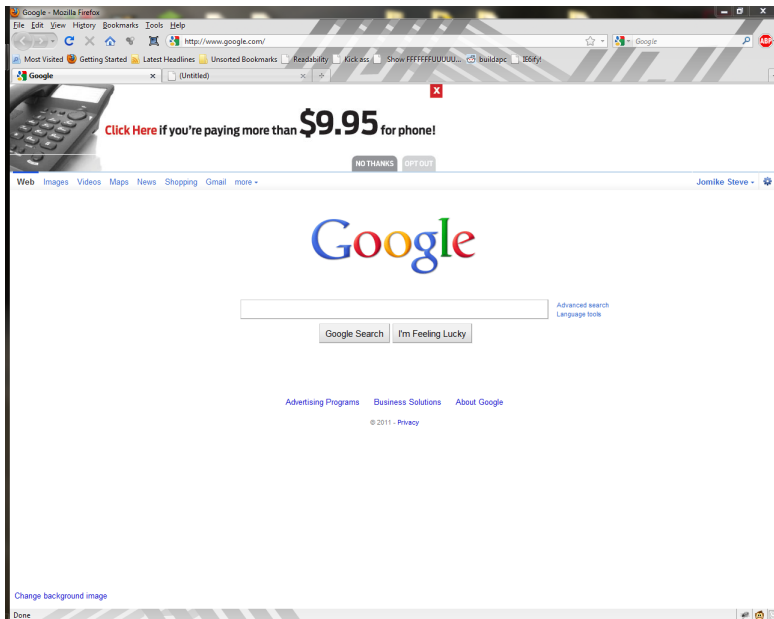 Google - Mozilla Firefox
File Edit View History Bookmarks Tools Help
http://www.google.com/ Google ABP
Most Visited Getting Started Latest Headlines Unsorted Bookmarks Readability Kick ass Show FFFFFFUUUUU... buildapc IE6ify!
Google (Untitled)
X
Click Here if you're paying more than $9.95 for phone!
NO THANKS OPT OUT
Web Images Videos Maps News Shopping Gmail more Jomike Steve
Google
Advanced search
Language tools
Google Search I'm Feeling Lucky
Advertising Programs Business Solutions About Google
© 2011 - Privacy
Change background image
Done